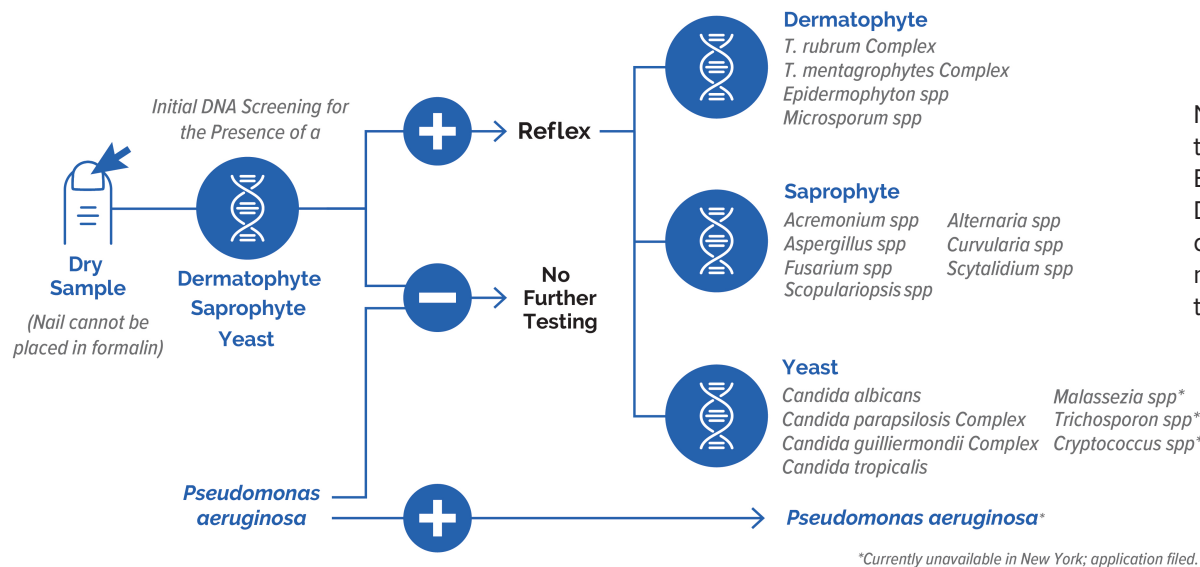 Initial DNA Screening for
the Presence of a
Dry
Sample
(Nail cannot be
placed in formalin)
Dermatophyte
Saprophyte
Yeast
Reflex
No
Further
Testing
Dermatophyte
T. rubrum Complex
T. mentagrophytes Complex
Epidermophyton spp
Microsporum spp
Saprophyte
Acremonium spp
Aspergillus spp
Fusarium spp
Scopulariopsis spp
Alternaria spp
Curvularia spp
Scytalidium spp
Yeast
Candida albicans
Candida parapsilosis Complex
Candida guilliermondii Complex
Candida tropicalis
Malassezia spp*
Trichosporon spp*
Cryptococcus spp*
Pseudomonas
aeruginosa
Pseudomonas aeruginosa*
*Currently unavailable in New York; application filed.